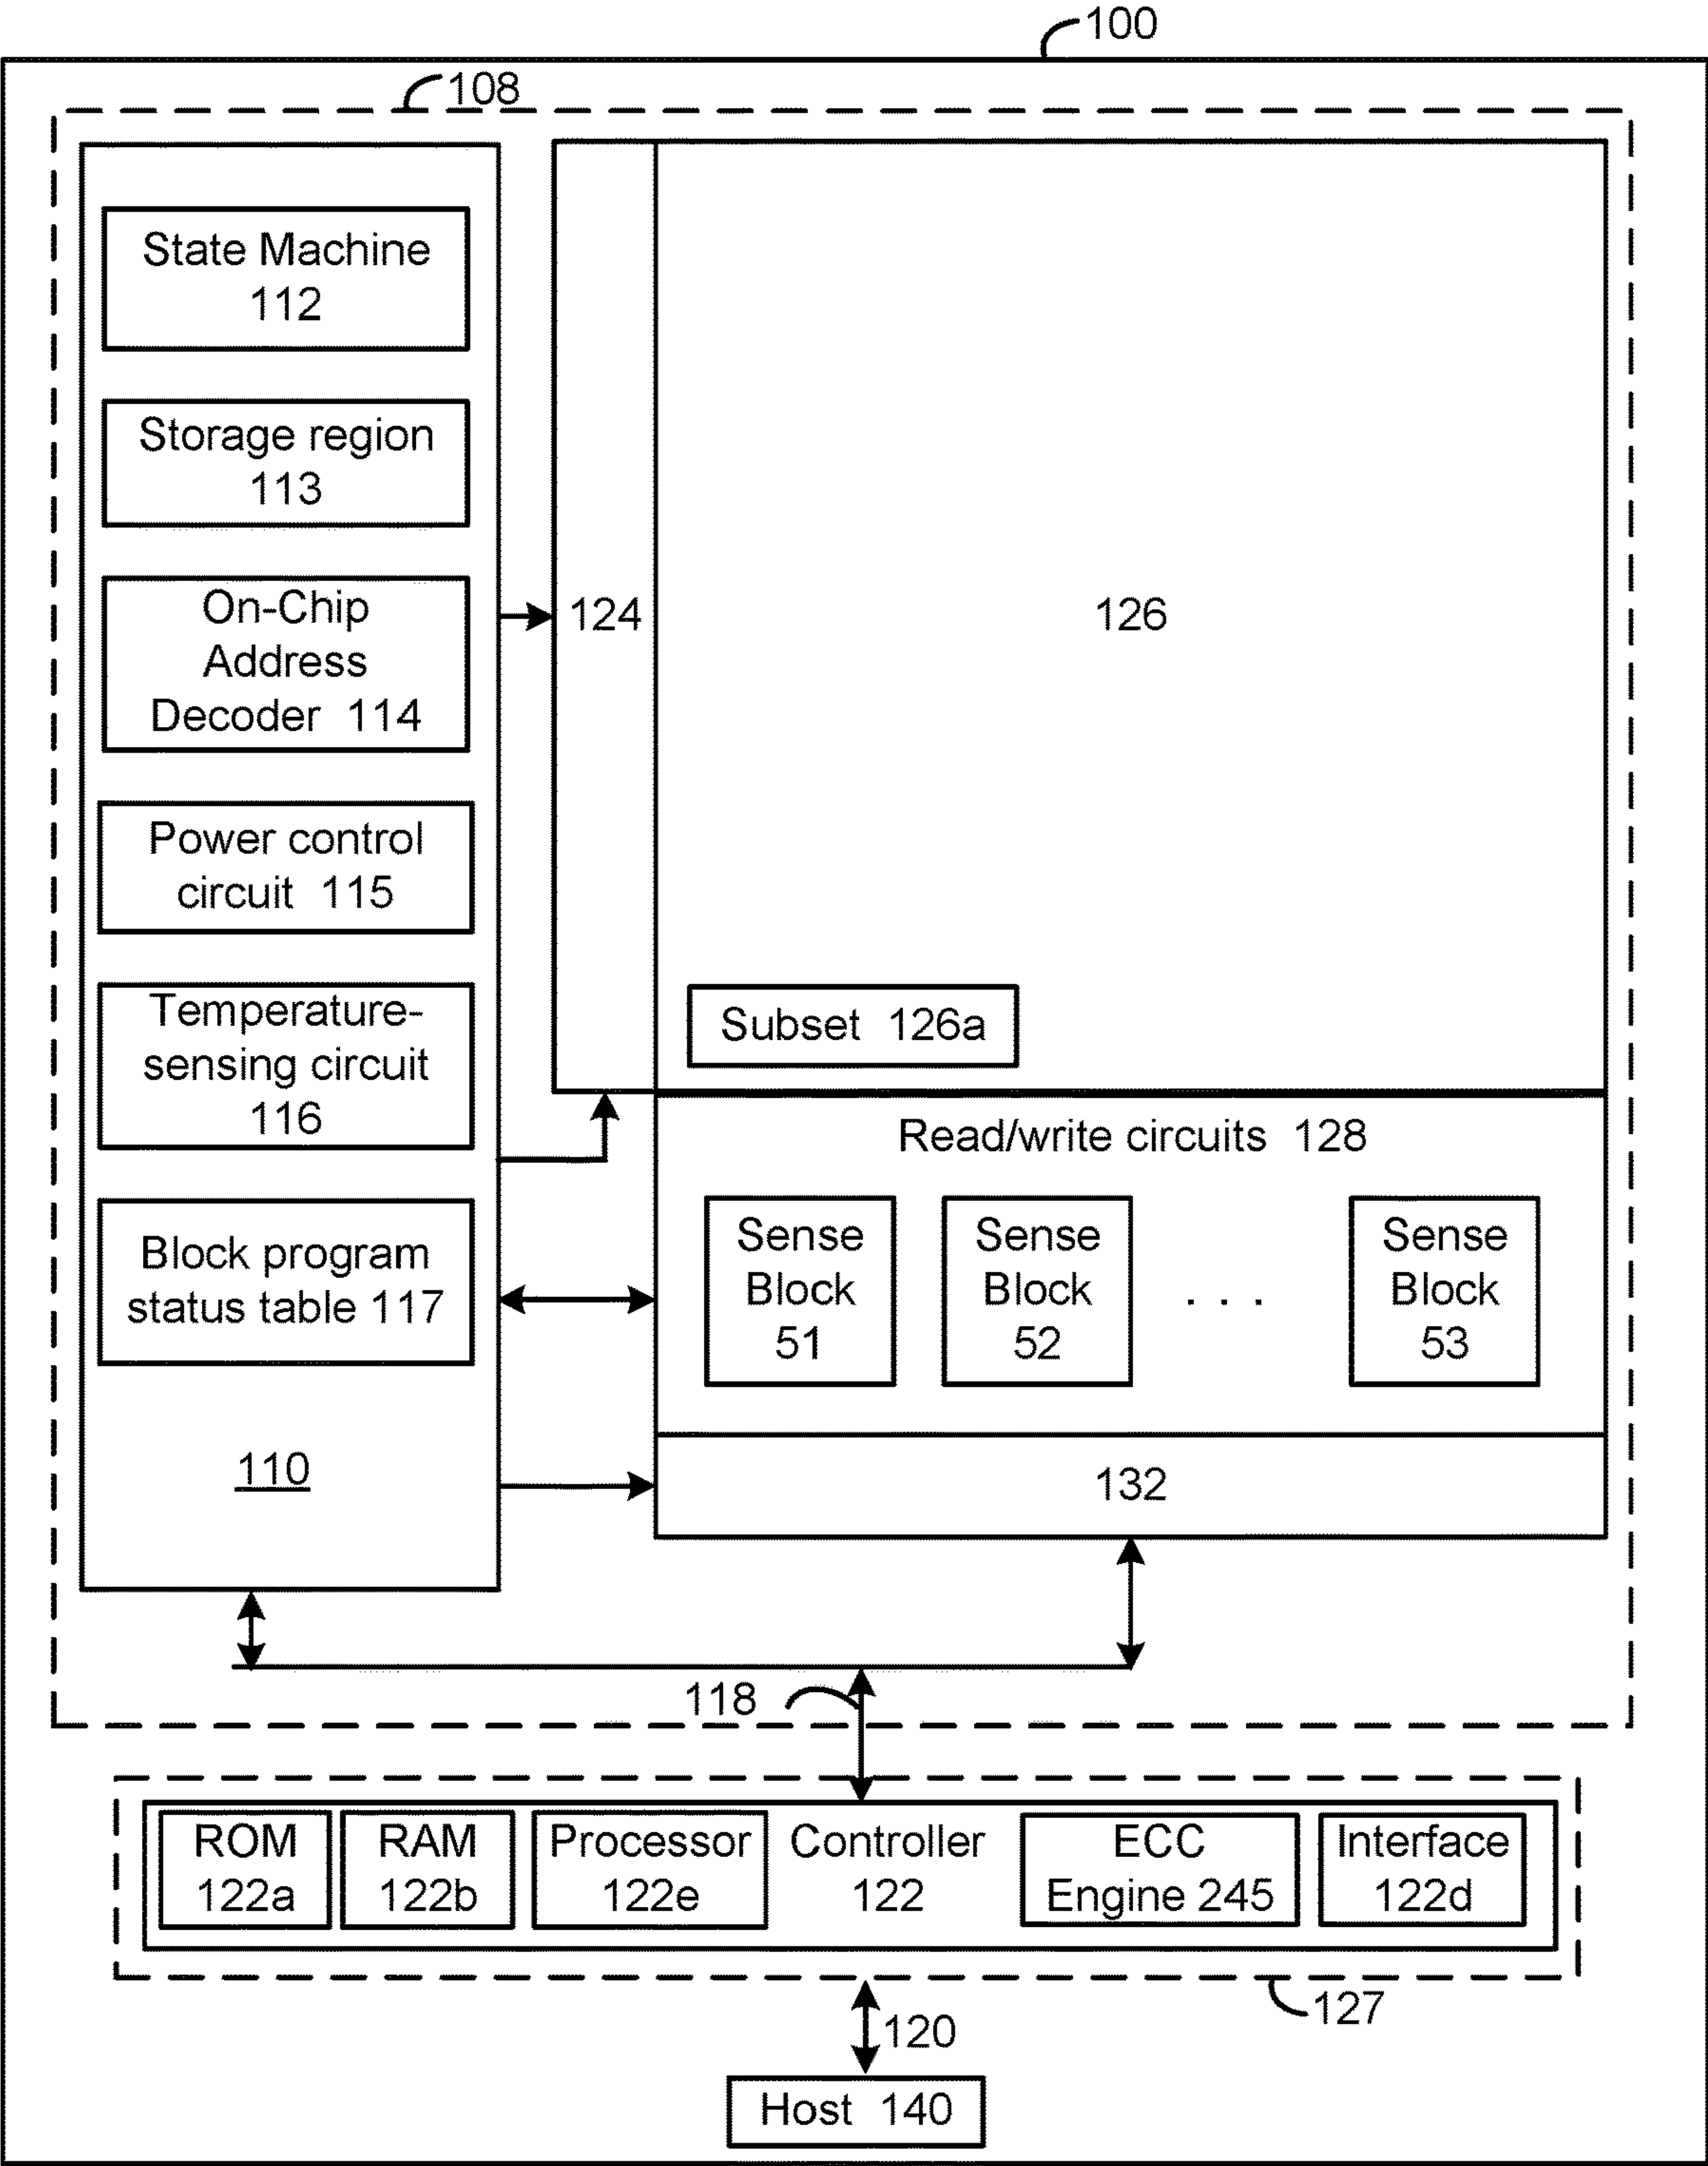 100
108
State Machine
112
Storage region
113
On-Chip
Address
Decoder 114
Power control
circuit 115
Temperature-
sensing circuit
116
Block program
status table 117
110
124
126
Subset 126a
Read/write circuits 128
Sense
Block
51
Sense
Block
52
. . .
Sense
Block
53
132
118
ROM
122a
RAM
122b
Processor
122e
Controller
122
ECC
Engine 245
Interface
122d
127
120
Host 140